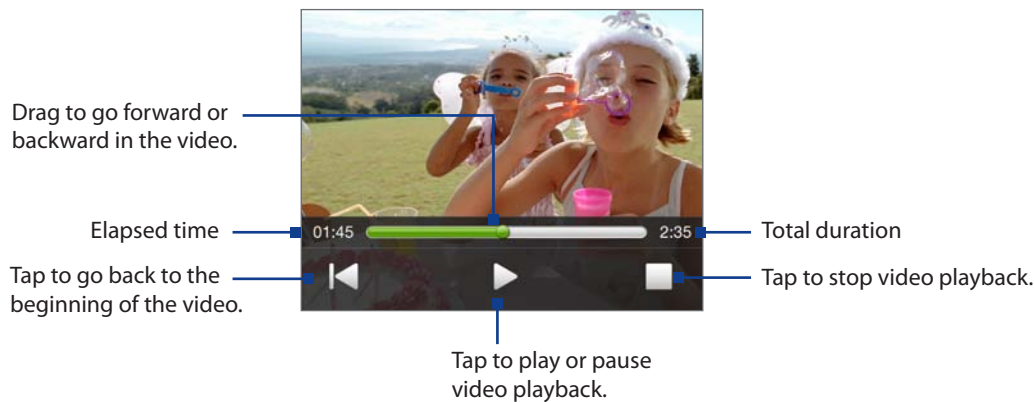 Drag to go forward or
backward in the video.
Elapsed time
01:45
2:35
Total duration
Tap to go back to the
beginning of the video.
Tap to stop video playback.
Tap to play or pause
video playback.